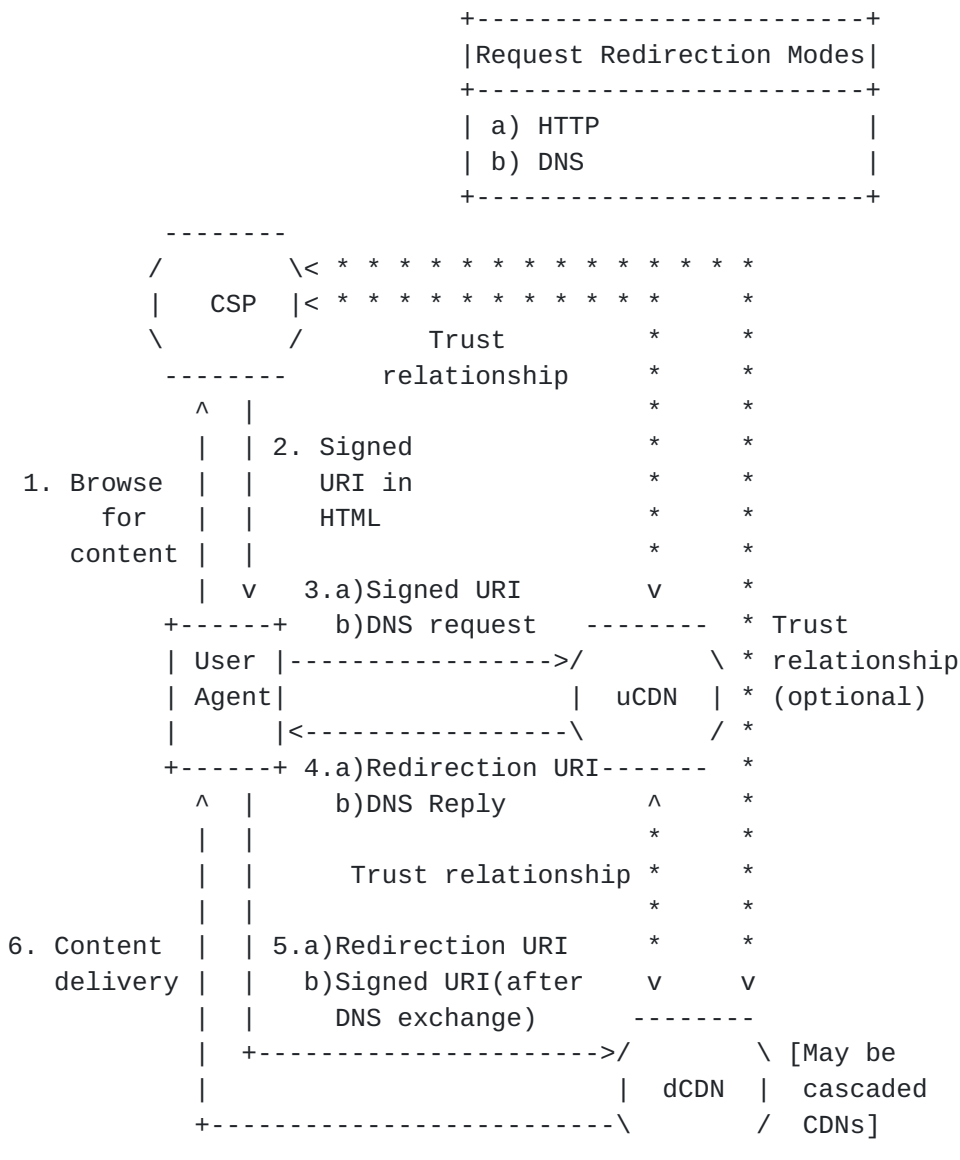 Request Redirection Modes
a) HTTP
b) DNS
CSP
Trust
relationship
2. Signed
URI in
HTML
1. Browse
for
content
3.a)Signed URI
b)DNS request
Trust
relationship
(optional)
User
Agent
uCDN
4.a)Redirection URI
b)DNS Reply
Trust relationship
6. Content
delivery
5.a)Redirection URI
b)Signed URI(after
DNS exchange)
[May be
cascaded
CDNs]
dCDN